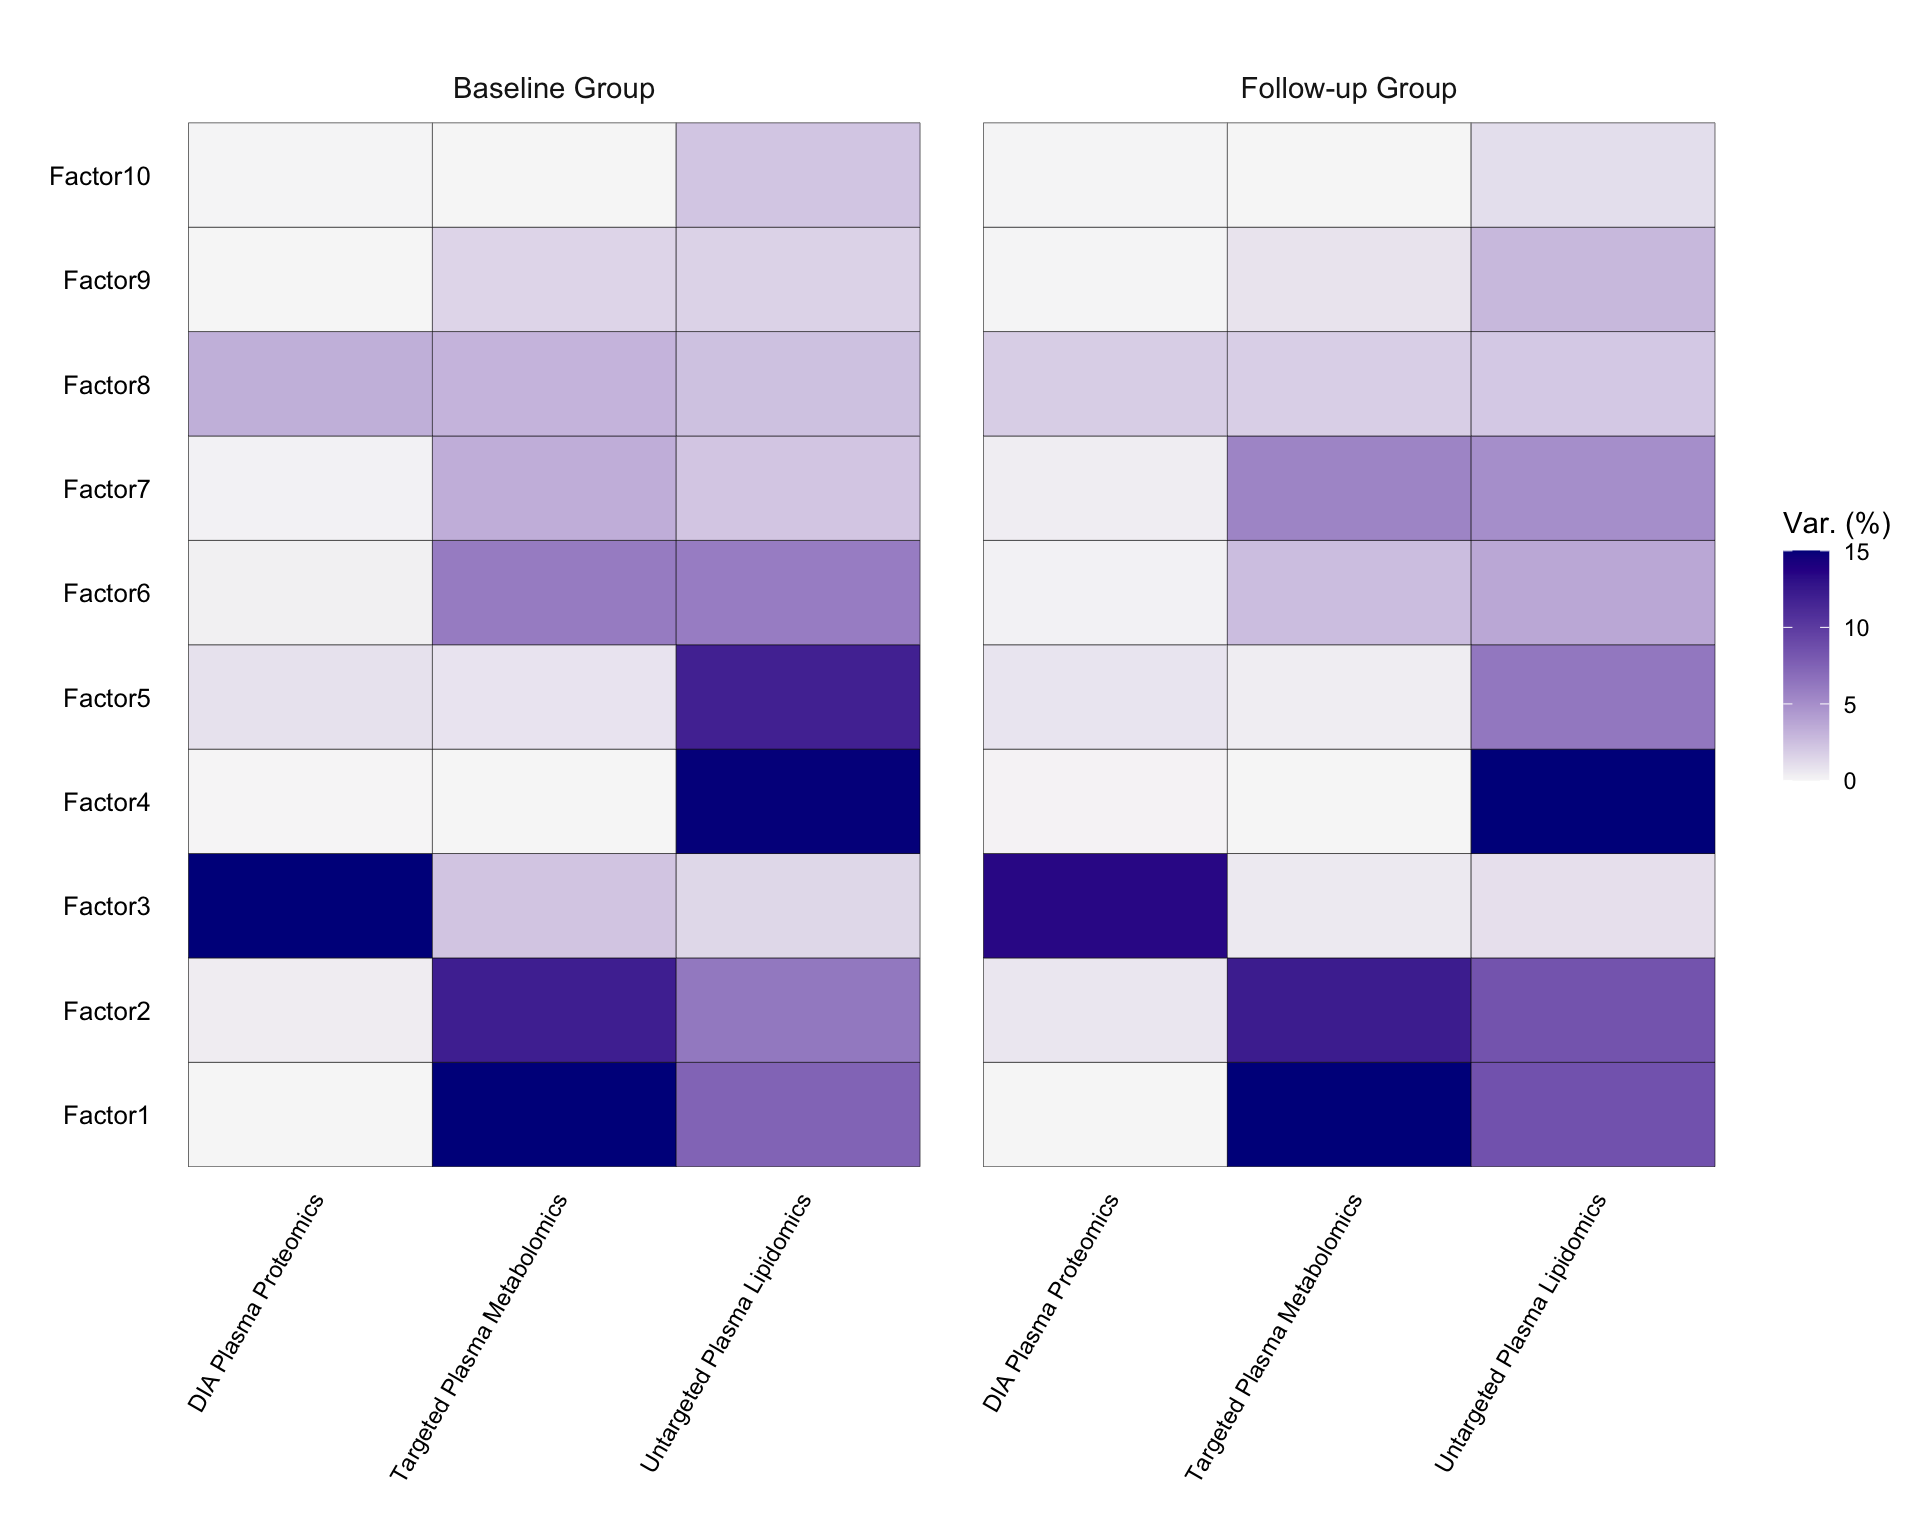 Baseline Group
Follow-up Group
Factor10
Factor9
Factor8
Factor7
Factor6
Factor5
Factor4
Factor3
Factor2
Factor1
Var. (%)
15
10
5
0
DIA Plasma Proteomics
Targeted Plasma Metabolomics
Untargeted Plasma Lipidomics
DIA Plasma Proteomics
Targeted Plasma Metabolomics
Untargeted Plasma Lipidomics